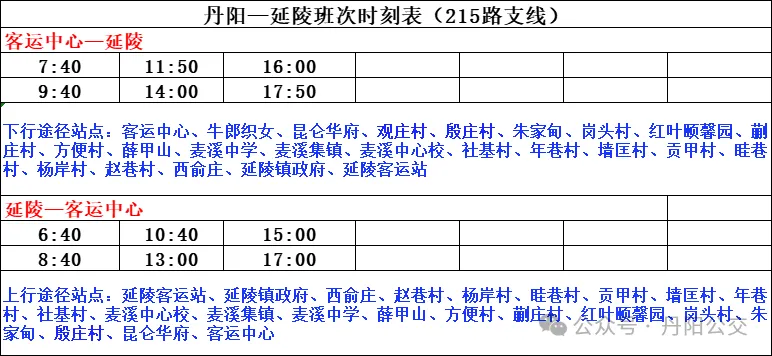 丹阳—延陵班次时刻表（215路支线）
客运中心—延陵
7:40 11:50 16:00
9:40 14:00 17:50
下行途径站点：客运中心、牛郎织女、昆仑华府、观庄村、殷庄村、朱家甸、岗头村、红叶颐馨园、蒯
庄村、方便村、薛甲山、麦溪中学、麦溪集镇、麦溪中心校、社基村、年巷村、墙匡村、贡甲村、眭巷
村、杨岸村、赵巷村、西俞庄、延陵镇政府、延陵客运站
延陵—客运中心
6:40 10:40 15:00
8:40 13:00 17:00
上行途径站点：延陵客运站、延陵镇政府、西俞庄、赵巷村、杨岸村、眭巷村、贡甲村、墙匡村、年巷
村、社基村、麦溪中心校、麦溪集镇、麦溪中学、薛甲山、方便村、蒯庄村、红叶颐馨园、岗头村、朱
家甸、殷庄村、昆仑华府、客运中心
公众号·丹阳公交